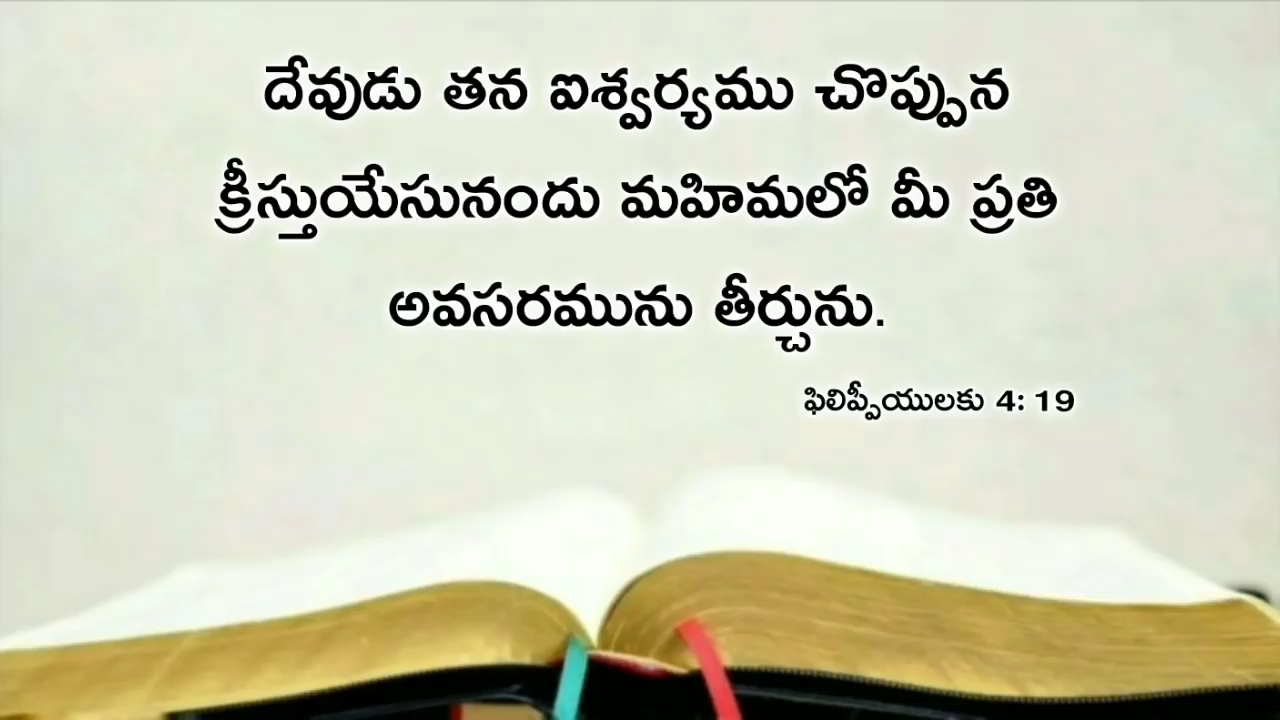 దేవుడు తన ఐశ్వర్యము చొప్పున
క్రీస్తుయేసునందు మహిమలో మీ ప్రతి
అవసరమును తీర్చును.
ఫిలిప్పీయులకు 4: 19